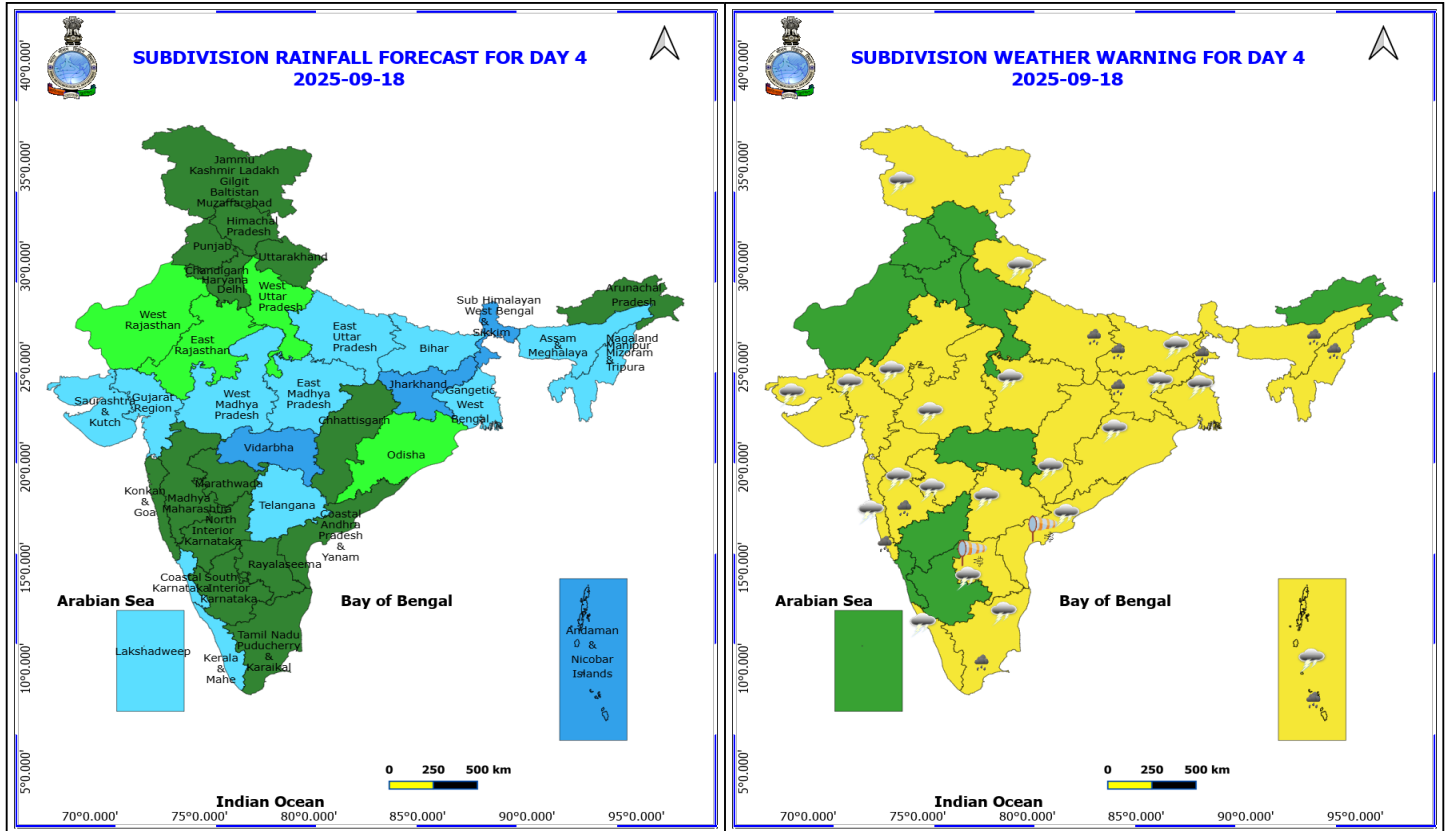 SUBDIVISION RAINFALL FORECAST FOR DAY 4
2025-09-18
40°0.000'
35°0.000'
30°0.000'
25°0.000'
20°0.000'
15°0.000'
10°0.000'
5°0.000'
Jammu
Kashmir Ladakh
Gilgit
Baltistan
Muzaffarabad
Himachal
Pradesh
Punjab
Uttarakhand
Chandigarh
Haryana
Delhi
West
Uttar
Pradesh
West
Rajasthan
East
Rajasthan
East
Uttar
Pradesh
Bihar
Sub Himalayan
West Bengal
&
Sikkim
Arunachal
Pradesh
Assam
&
Meghalaya
Nagaland
Manipur
Mizoram
&
Tripura
Saurashtra
&
Kutch
Gujarat
Region
West
Madhya
Pradesh
East
Madhya
Pradesh
Jharkhand
Gangetic
West
Bengal
Chhattisgarh
Odisha
Vidarbha
Konkan
&
Goa
Madhya
Maharashtra
Marathwada
Telangana
North
Interior
Karnataka
Coastal
Andhra
Pradesh
&
Yanam
Rayalaseema
Coastal
Karnataka
South
Interior
Karnataka
Arabian Sea
Bay of Bengal
Lakshadweep
Kerala
&
Mahe
Tamil Nadu
Puducherry
&
Karaikal
Andaman
&
Nicobar
Islands
0 250 500 km
Indian Ocean
70°0.000' 75°0.000' 80°0.000' 85°0.000' 90°0.000' 95°0.000'
SUBDIVISION WEATHER WARNING FOR DAY 4
2025-09-18
40°0.000'
35°0.000'
30°0.000'
25°0.000'
20°0.000'
15°0.000'
10°0.000'
5°0.000'
Arabian Sea
Bay of Bengal
0 250 500 km
Indian Ocean
70°0.000' 75°0.000' 80°0.000' 85°0.000' 90°0.000' 95°0.000'